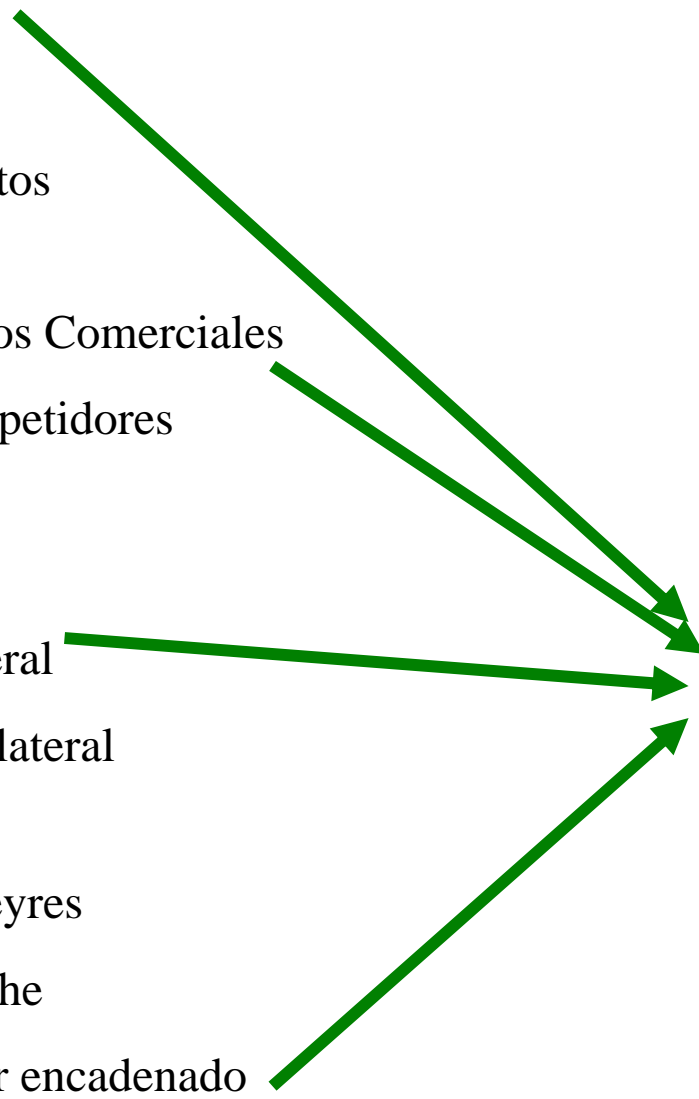 tos
os Comerciales
petidores
eral
lateral
eyres
he
r encadenado